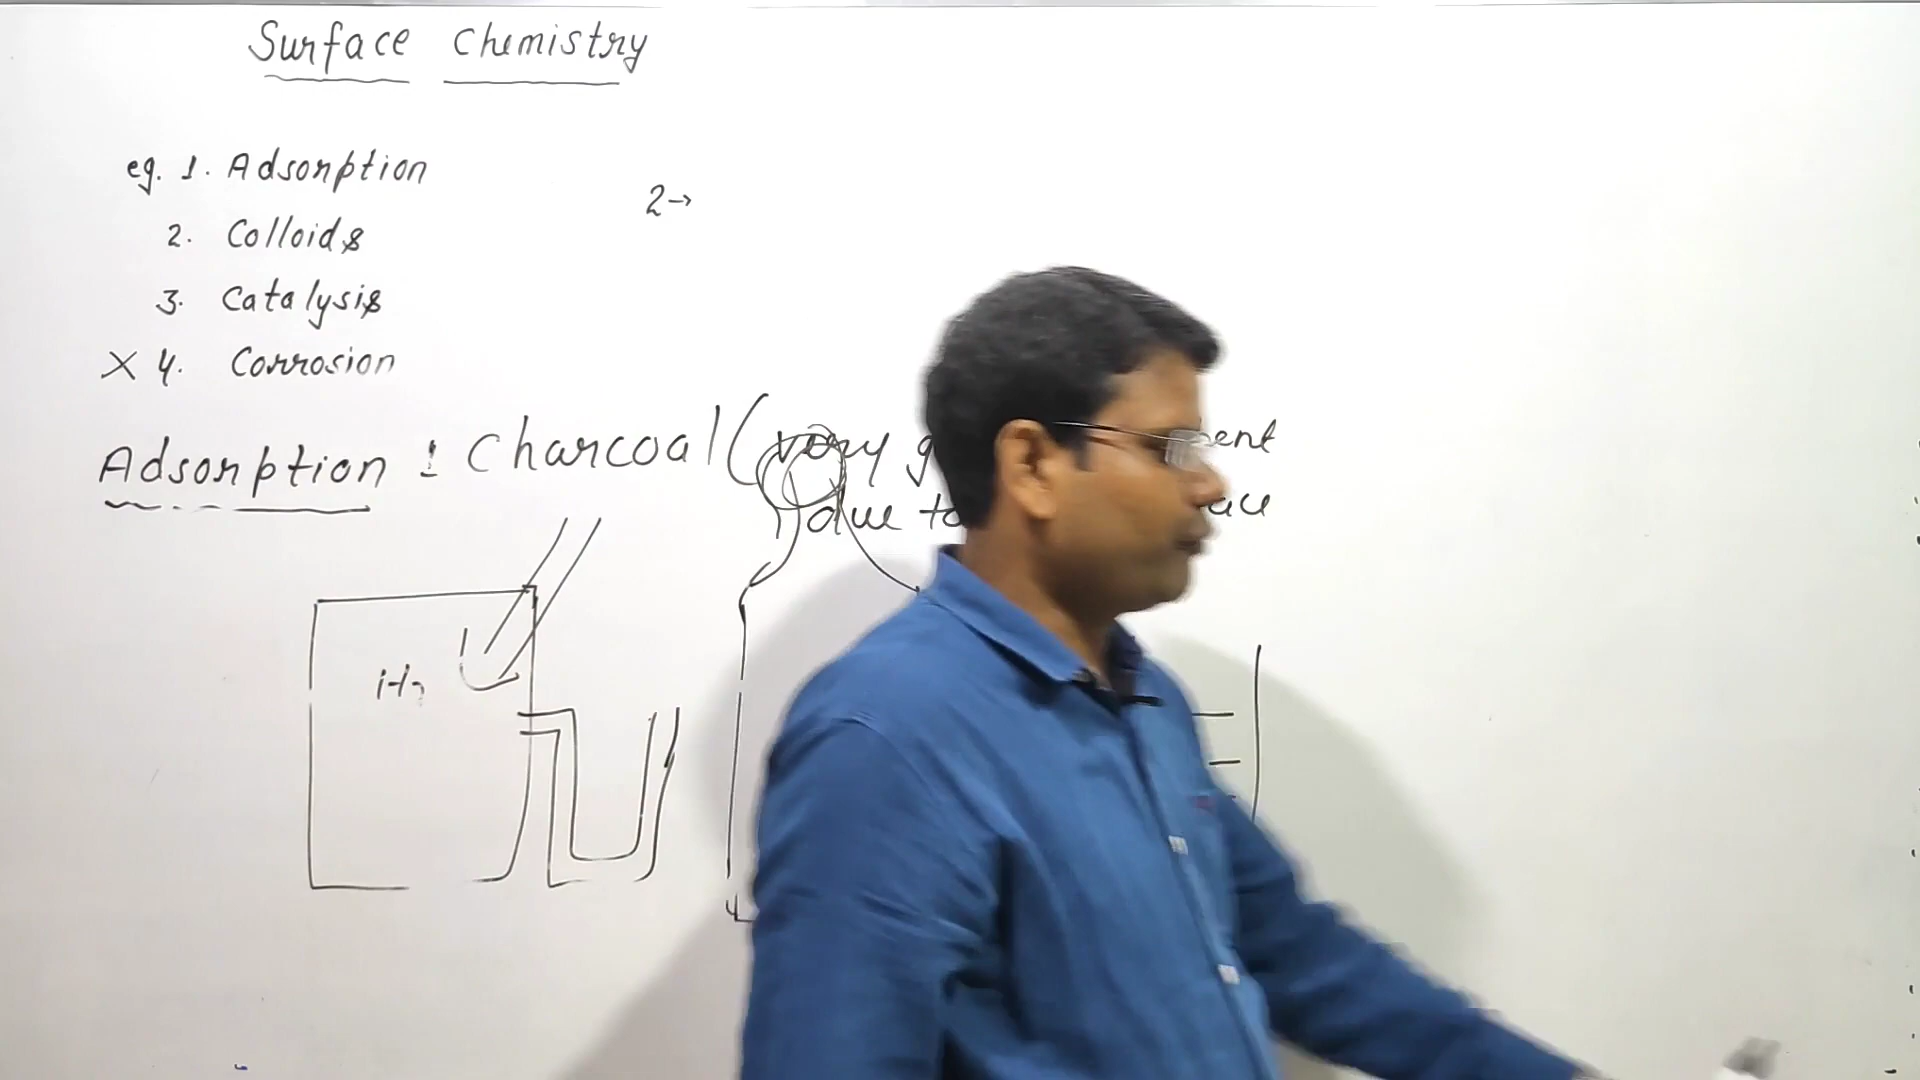 Surface Chemistry
eg. 1. Adsorption
2→
2. Colloids
3. Catalysis
X 4. Corrosion
Adsorption : Charcoal (very
due to
H2